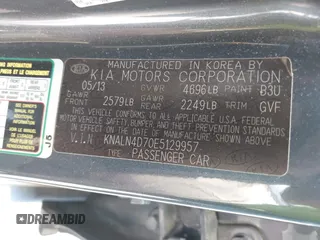 MANUFACTURED IN KOREA BY
KIA MOTORS CORPORATION
05/13 GVWR 4696LB PAINT B3U
GAWR FRONT 2579LB GAWR REAR 2249LB TRIM GVF
THIS VEHICLE CONFORMS TO ALL APPLICABLE U.S.A. FEDERAL
MOTOR VEHICLE SAFETY, BUMPER AND THEFT PREVENTION
STANDARDS IN EFFECT ON THE DATE OF MANUFACTURE SHOWN ABOVE.
V.I.N. KNALN4D70E5129957
TYPE PASSENGER CAR
J5
DREAMBID